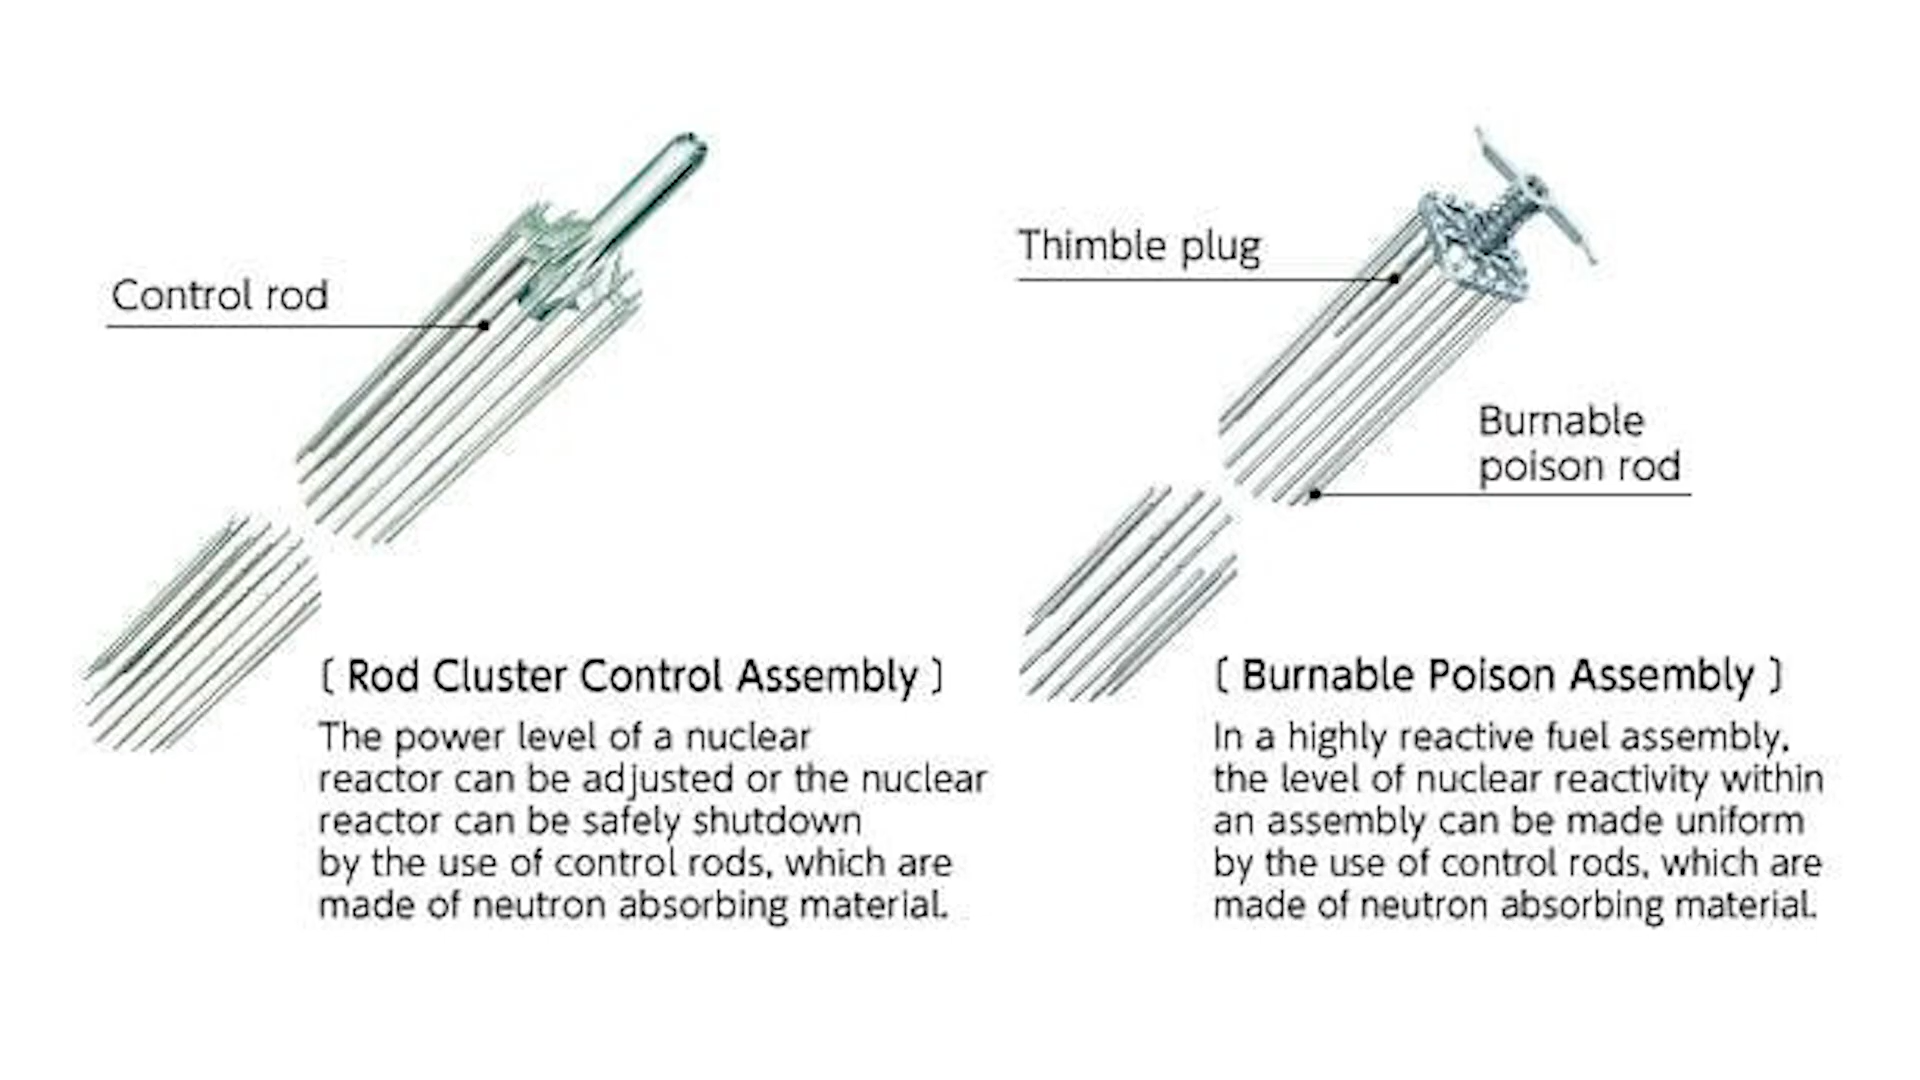 Control rod
[ Rod Cluster Control Assembly ]
The power level of a nuclear
reactor can be adjusted or the nuclear
reactor can be safely shutdown
by the use of control rods, which are
made of neutron absorbing material.
Thimble plug
Burnable
poison rod
[ Burnable Poison Assembly ]
In a highly reactive fuel assembly,
the level of nuclear reactivity within
an assembly can be made uniform
by the use of control rods, which are
made of neutron absorbing material.